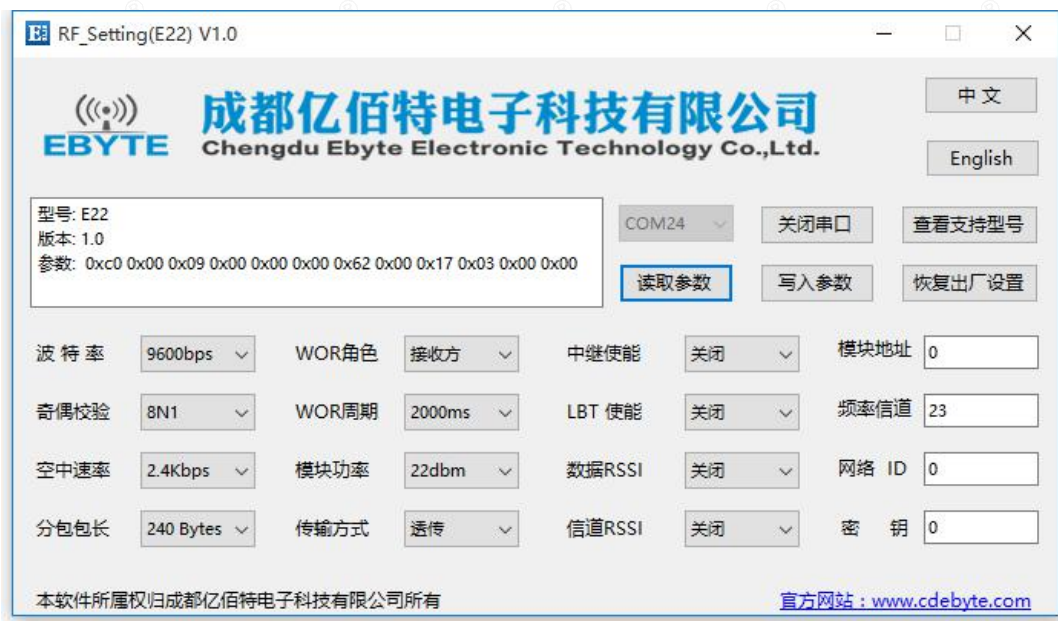 RF_Setting(E22) V1.0
EBYTE
成都亿佰特电子科技有限公司
Chengdu Ebyte Electronic Technology Co.,Ltd.
中 文
English
型号: E22
版本: 1.0
参数: 0xc0 0x00 0x09 0x00 0x00 0x00 0x62 0x00 0x17 0x03 0x00 0x00
COM24 关闭串口 查看支持型号
读取参数 写入参数 恢复出厂设置
波 特 率 9600bps WOR角色 接收方 中继使能 关闭 模块地址 0
奇偶校验 8N1 WOR周期 2000ms LBT 使能 关闭 频率信道 23
空中速率 2.4Kbps 模块功率 22dbm 数据RSSI 关闭 网络 ID 0
分包包长 240 Bytes 传输方式 透传 信道RSSI 关闭 密 钥 0
本软件所属权归成都亿佰特电子科技有限公司所有 官方网站：www.cdebyte.com